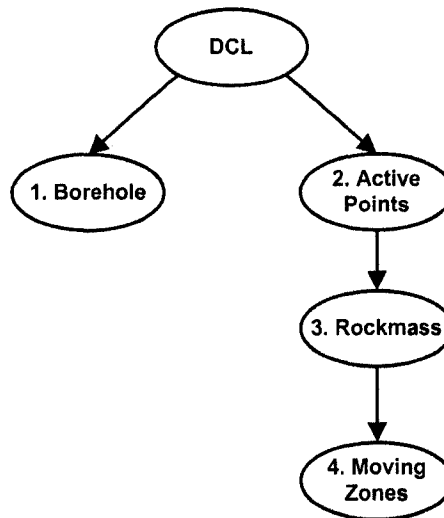 DCL
1. Borehole
2. Active
Points
3. Rockmass
4. Moving
Zones